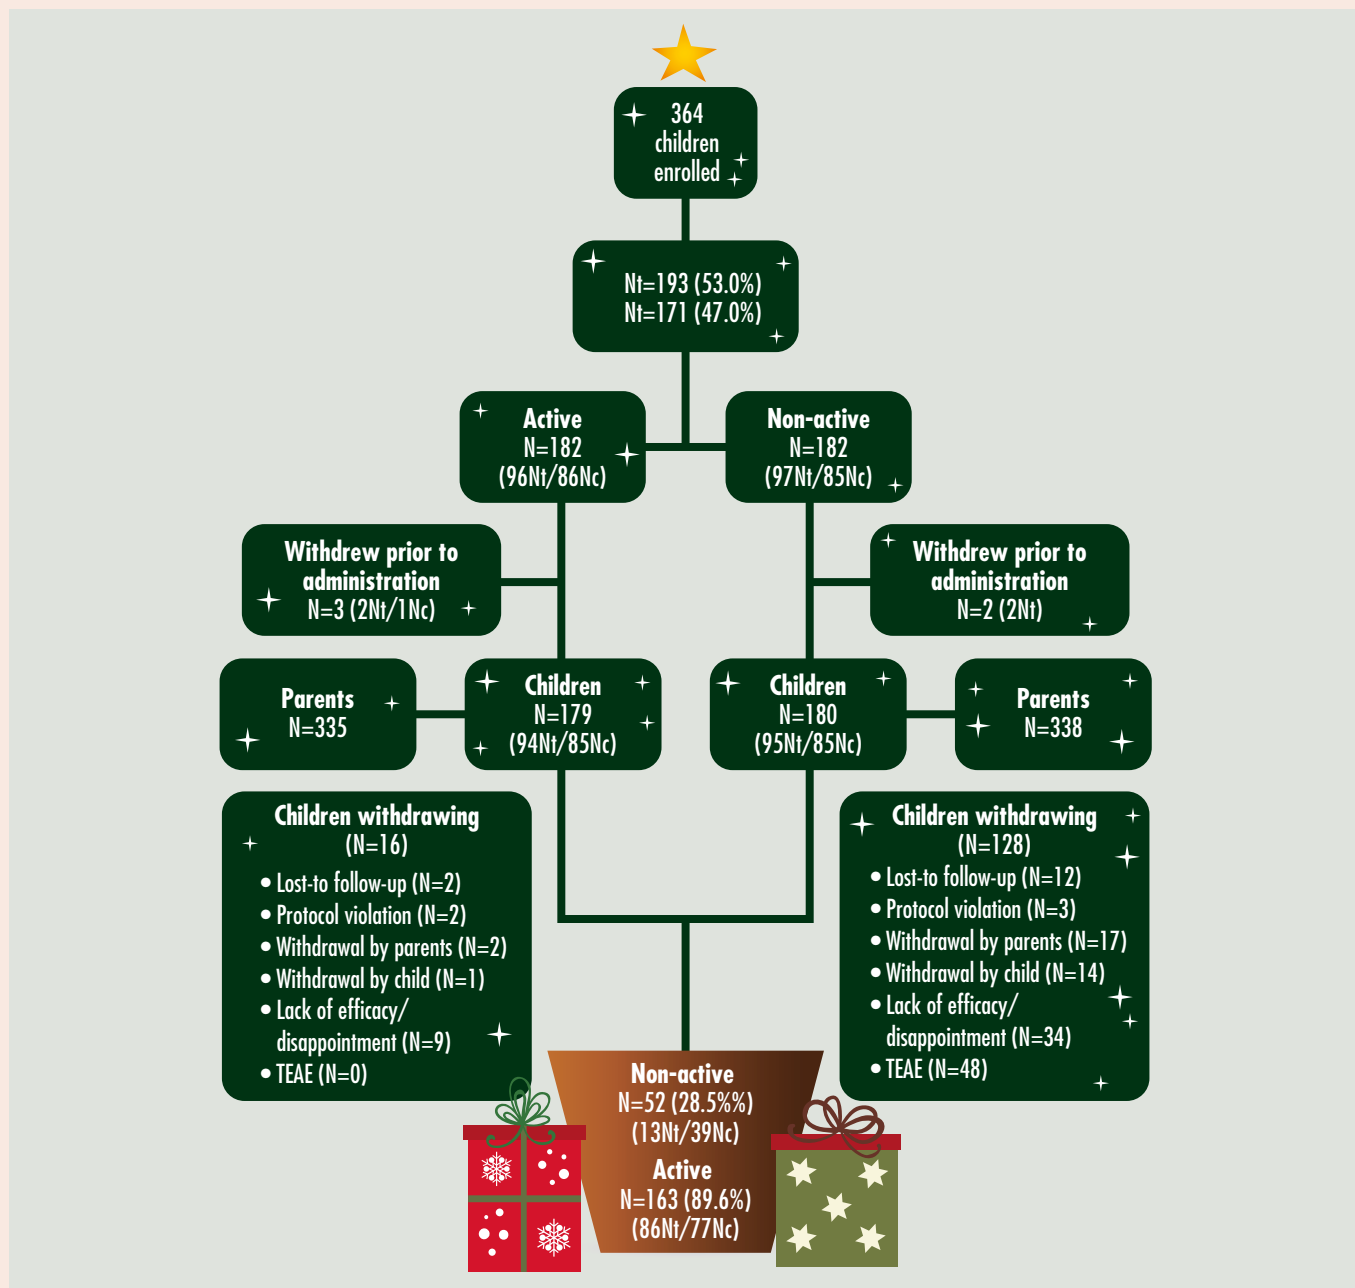 364
children
enrolled
Nt=193 (53.0%)
Nt=171 (47.0%)
Active
N=182
(96Nt/86Nc)
Non-active
N=182
(97Nt/85Nc)
Withdrew prior to
administration
N=3 (2Nt/1Nc)
Withdrew prior to
administration
N=2 (2Nt)
Parents
N=335
Children
N=179
(94Nt/85Nc)
Children
N=180
(95Nt/85Nc)
Parents
N=338
Children withdrawing
(N=16)
• Lost-to follow-up (N=2)
• Protocol violation (N=2)
• Withdrawal by parents (N=2)
• Withdrawal by child (N=1)
• Lack of efficacy/
disappointment (N=9)
• TEAE (N=0)
Children withdrawing
(N=128)
• Lost-to follow-up (N=12)
• Protocol violation (N=3)
• Withdrawal by parents (N=17)
• Withdrawal by child (N=14)
• Lack of efficacy/
disappointment (N=34)
• TEAE (N=48)
Non-active
N=52 (28.5%%)
(13Nt/39Nc)
Active
N=163 (89.6%)
(86Nt/77Nc)